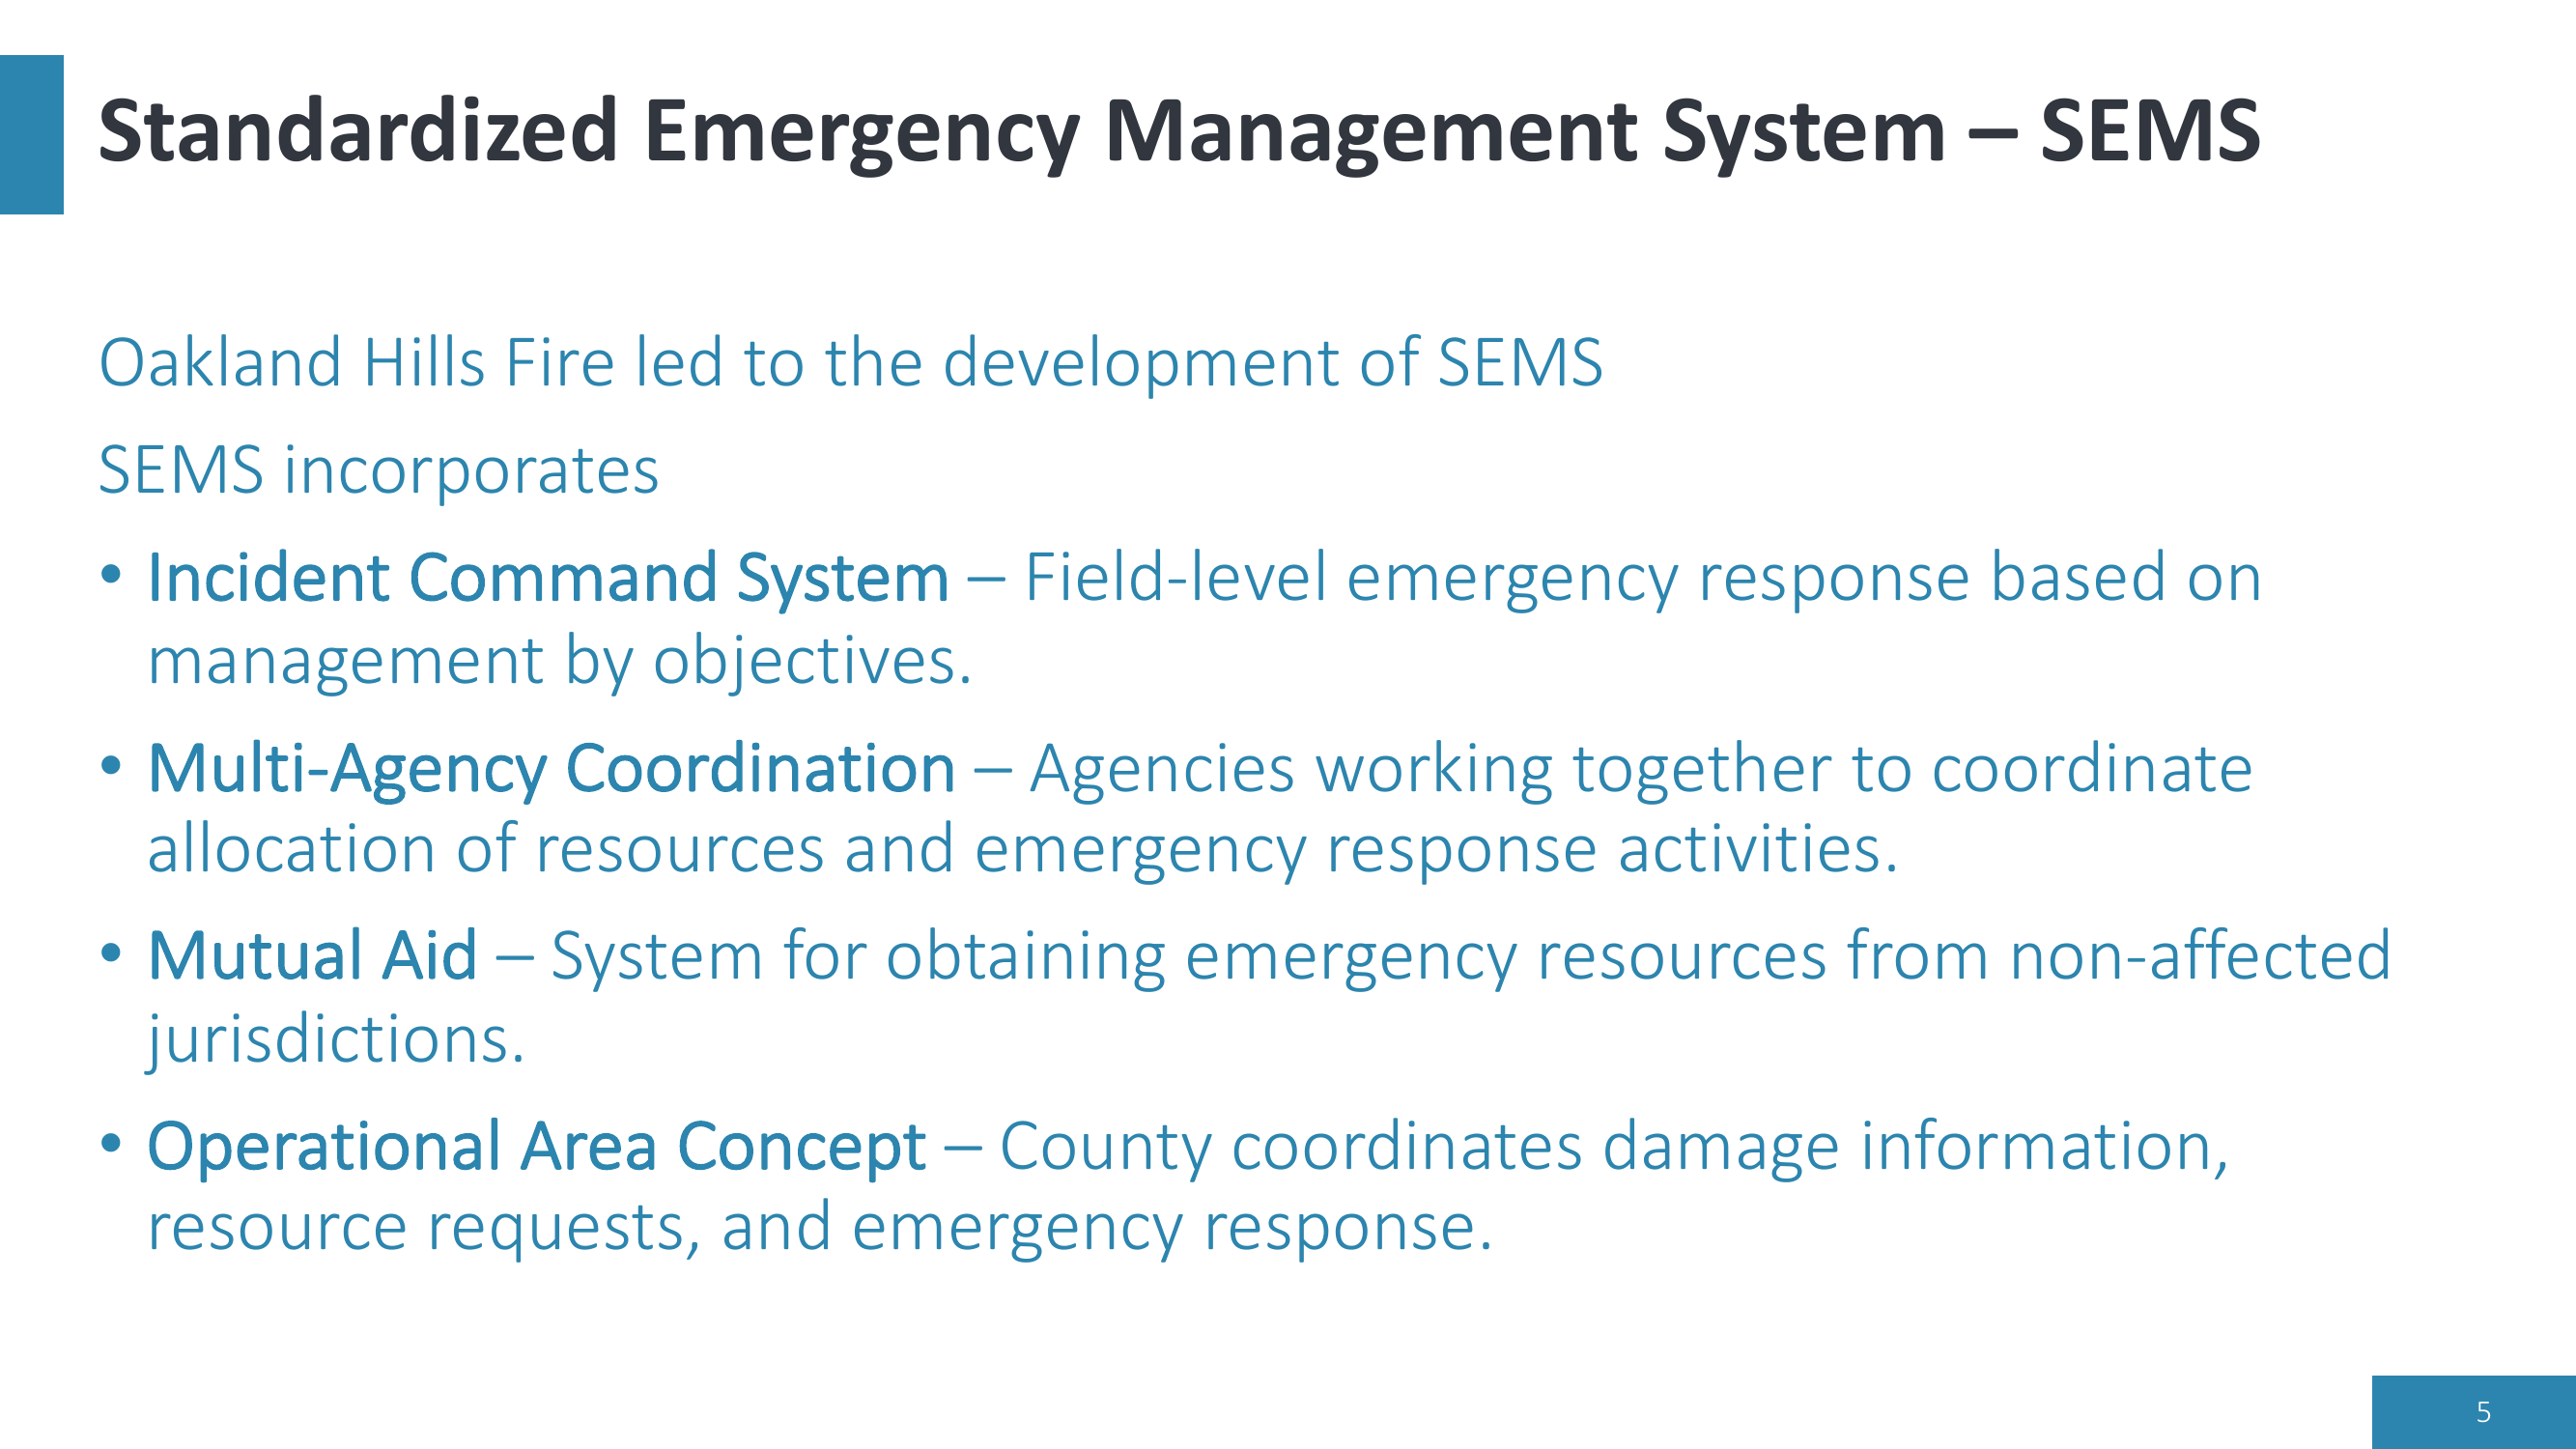 Standardized Emergency Management System – SEMS
Oakland Hills Fire led to the development of SEMS
SEMS incorporates
• Incident Command System – Field-level emergency response based on
management by objectives.
• Multi-Agency Coordination – Agencies working together to coordinate
allocation of resources and emergency response activities.
• Mutual Aid – System for obtaining emergency resources from non-affected
jurisdictions.
• Operational Area Concept – County coordinates damage information,
resource requests, and emergency response.
5